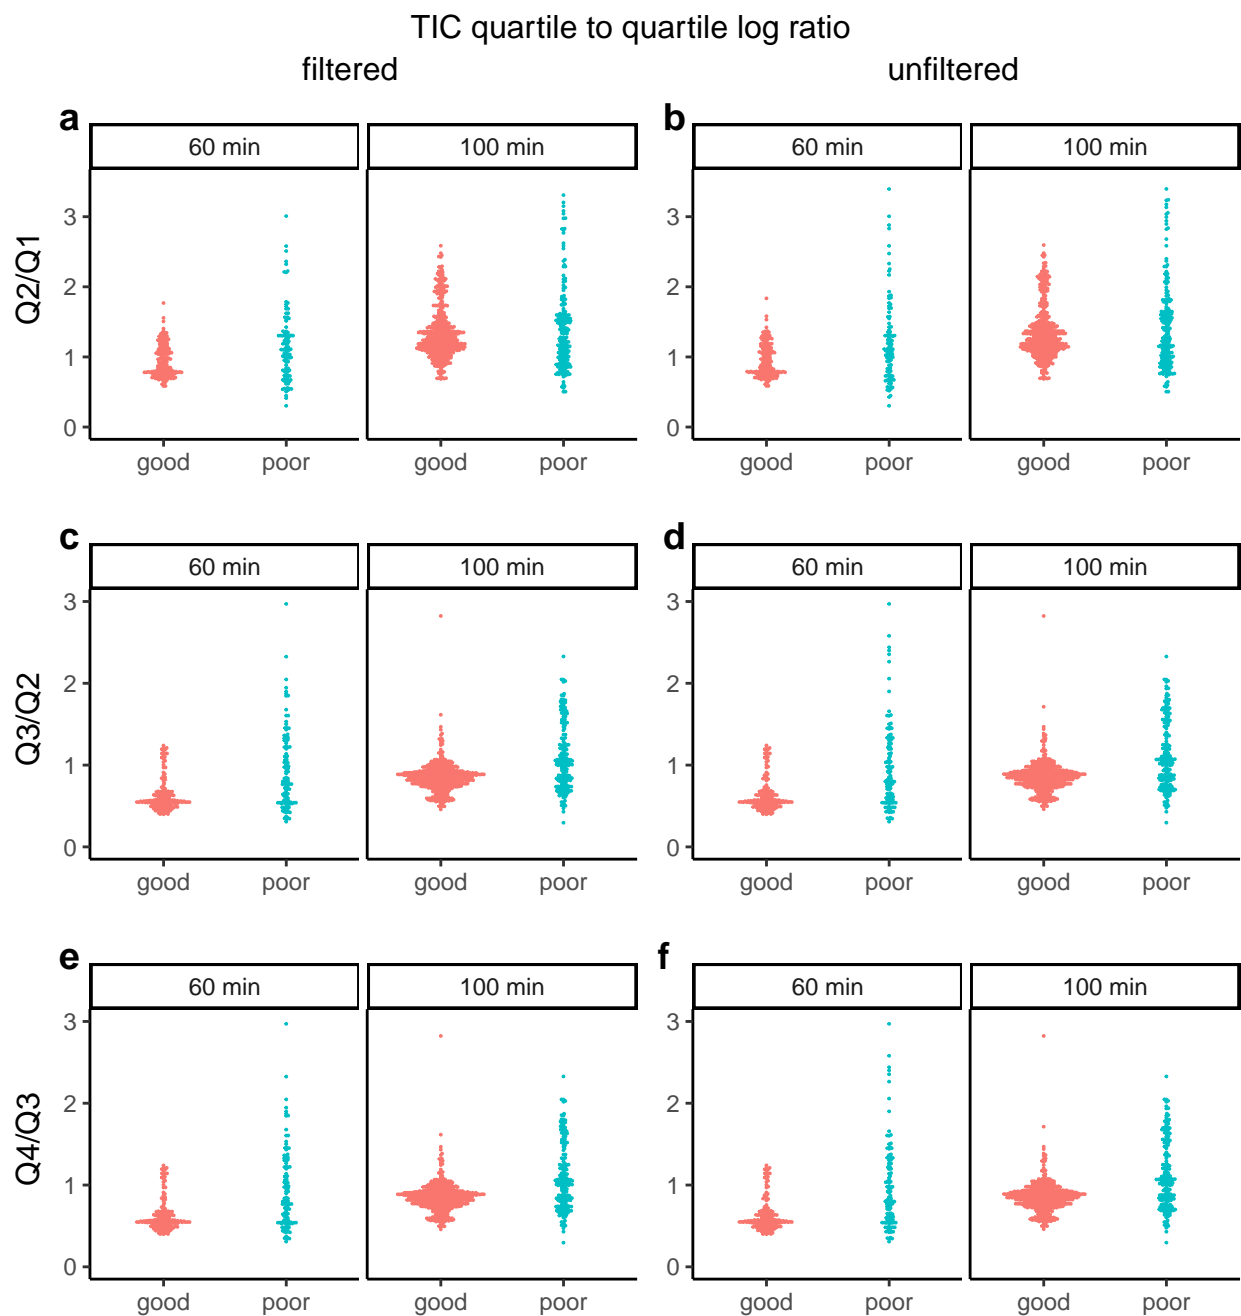 TIC quartile to quartile log ratio
filtered unfiltered
a b
60 min 100 min 60 min 100 min
Q2/Q1
3 3
2 2
1 1
0 0
good poor good poor good poor good poor
c d
60 min 100 min 60 min 100 min
Q3/Q2
3 3
2 2
1 1
0 0
good poor good poor good poor good poor
e f
60 min 100 min 60 min 100 min
Q4/Q3
3 3
2 2
1 1
0 0
good poor good poor good poor good poor